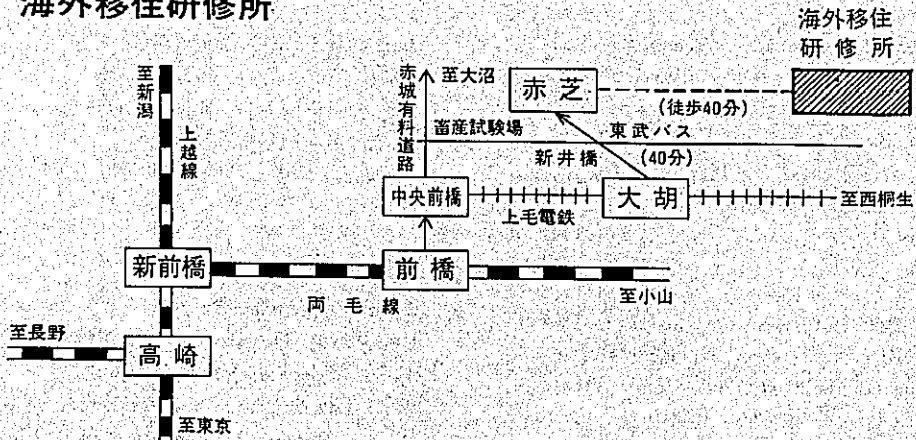 海外移住研修所
海外移住
研修所
至新潟
上越線
赤城有料道路
至大沼
赤芝
(徒歩40分)
畜産試験場
東武バス
新井橋
(40分)
中央前橋
上毛電鉄
大胡
至西桐生
新前橋
前橋
両毛線
至小山
至長野
高崎
至東京